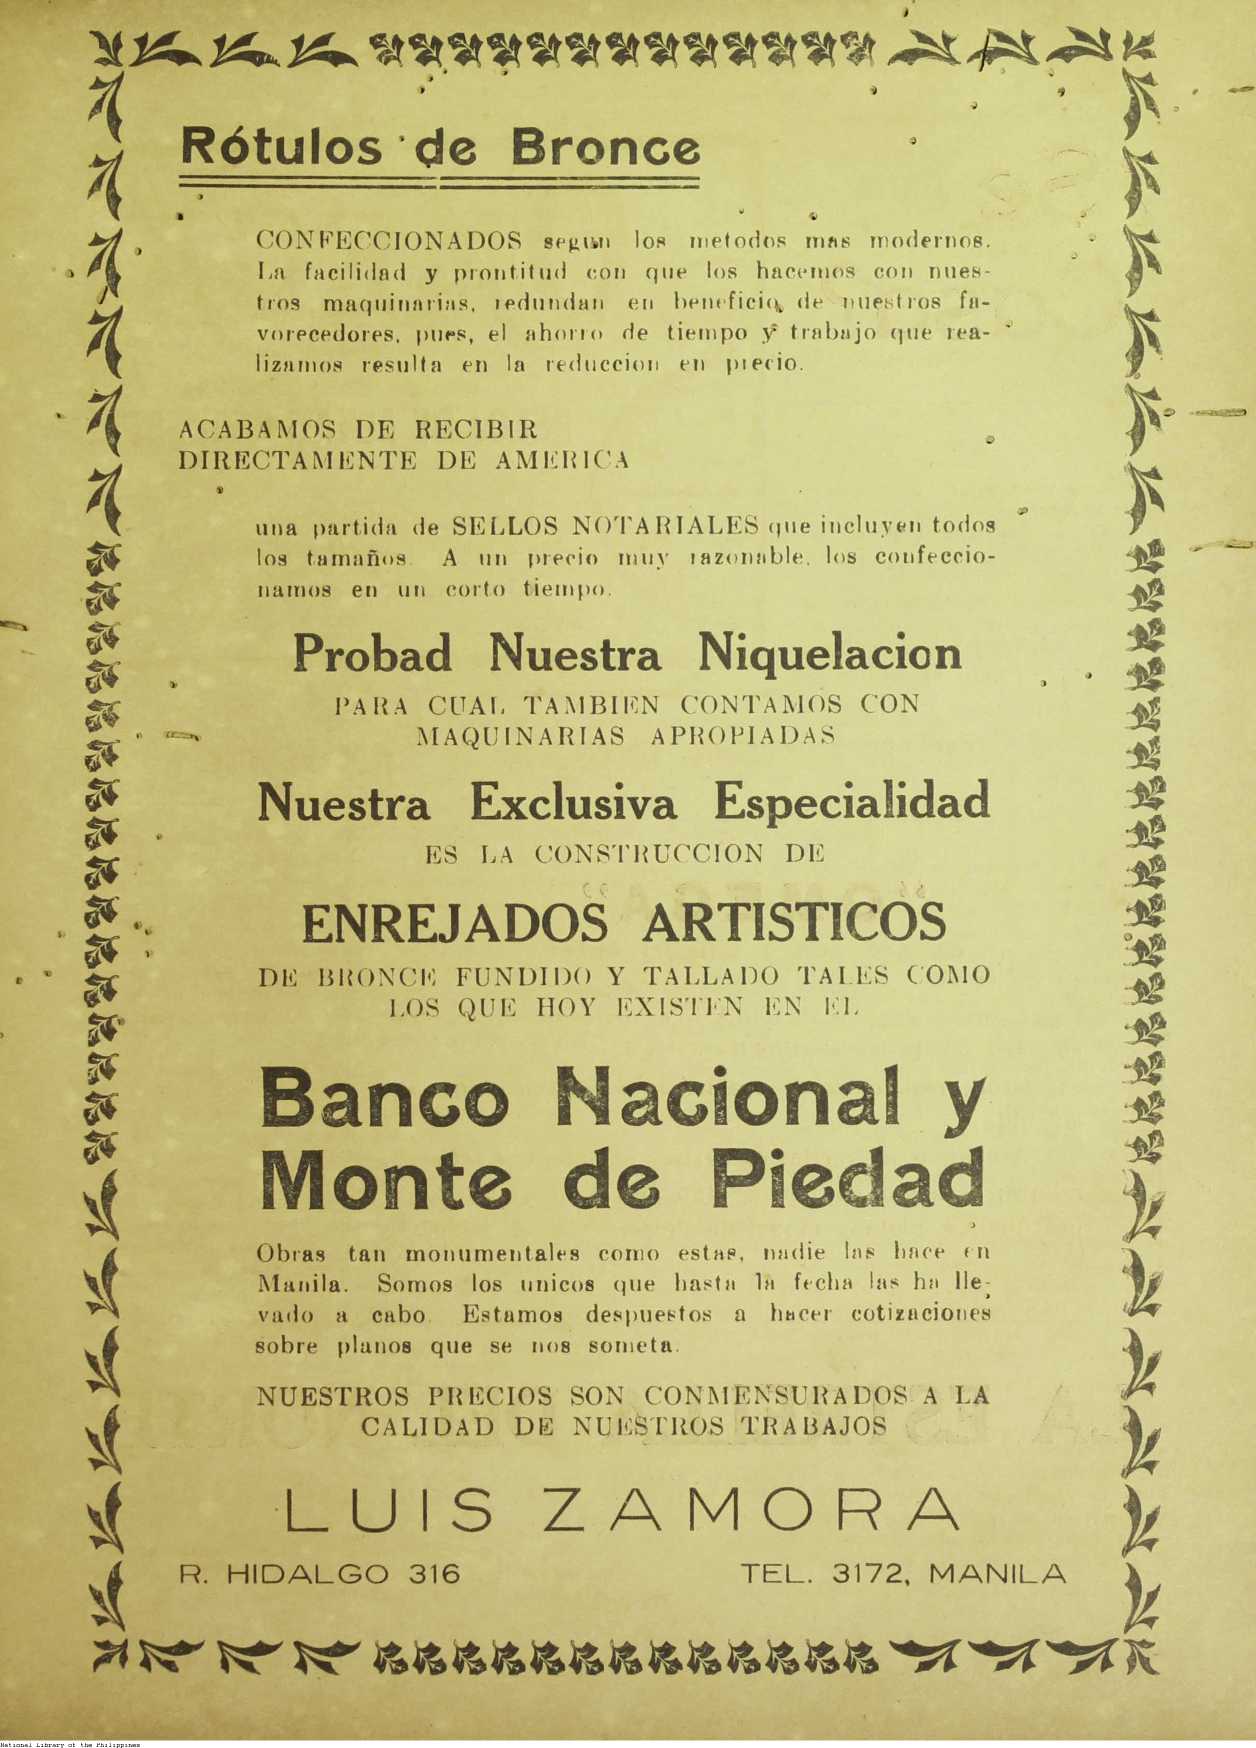 Rótulos de Bronce
CONFECCIONADOS segun los metodos mas modernos.
La facilidad y prontitud con que los hacemos con nues-
tros maquinarias, redundan en beneficio de nuestros fa-
vorecedores, pues, el ahorro de tiempo y trabajo que rea-
lizamos resulta en la reduccion en precio.
ACABAMOS DE RECIBIR
DIRECTAMENTE DE AMERICA
una partida de SELLOS NOTARIALES que incluyen todos
los tamaños. A un precio muy razonable, los confeccio-
namos en un corto tiempo.
Probad Nuestra Niquelacion
PARA CUAL TAMBIEN CONTAMOS CON
MAQUINARIAS APROPIADAS
Nuestra Exclusiva Especialidad
ES LA CONSTRUCCION DE
ENREJADOS ARTISTICOS
DE BRONCE FUNDIDO Y TALLADO TALES COMO
LOS QUE HOY EXISTEN EN EL
Banco Nacional y
Monte de Piedad
Obras tan monumentales como estas, nadie las hace en
Manila. Somos los unicos que hasta la fecha las ha lle-
vado a cabo. Estamos despuestos a hacer cotizaciones
sobre planos que se nos someta.
NUESTROS PRECIOS SON CONMENSURADOS A LA
CALIDAD DE NUESTROS TRABAJOS
LUIS ZAMORA
R. HIDALGO 316 TEL. 3172, MANILA
National Library of the Philippines